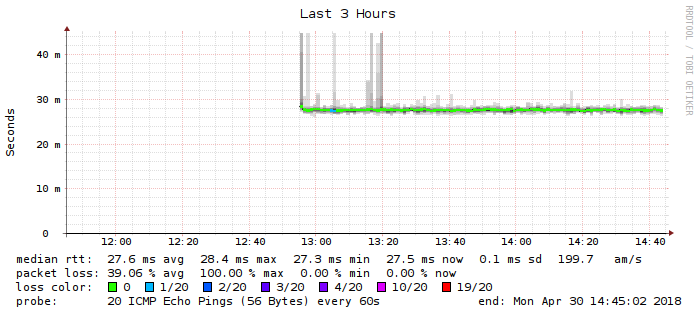 Last 3 Hours
RRDTOOL / TOBI OETIKER
Seconds
40 m
30 m
20 m
10 m
0
12:00 12:20 12:40 13:00 13:20 13:40 14:00 14:20 14:40
median rtt: 27.6 ms avg 28.4 ms max 27.3 ms min 27.5 ms now 0.1 ms sd 199.7 am/s
packet loss: 39.06 % avg 100.00 % max 0.00 % min 0.00 % now
loss color: 0 1/20 2/20 3/20 4/20 10/20 19/20
probe: 20 ICMP Echo Pings (56 Bytes) every 60s end: Mon Apr 30 14:45:02 2018